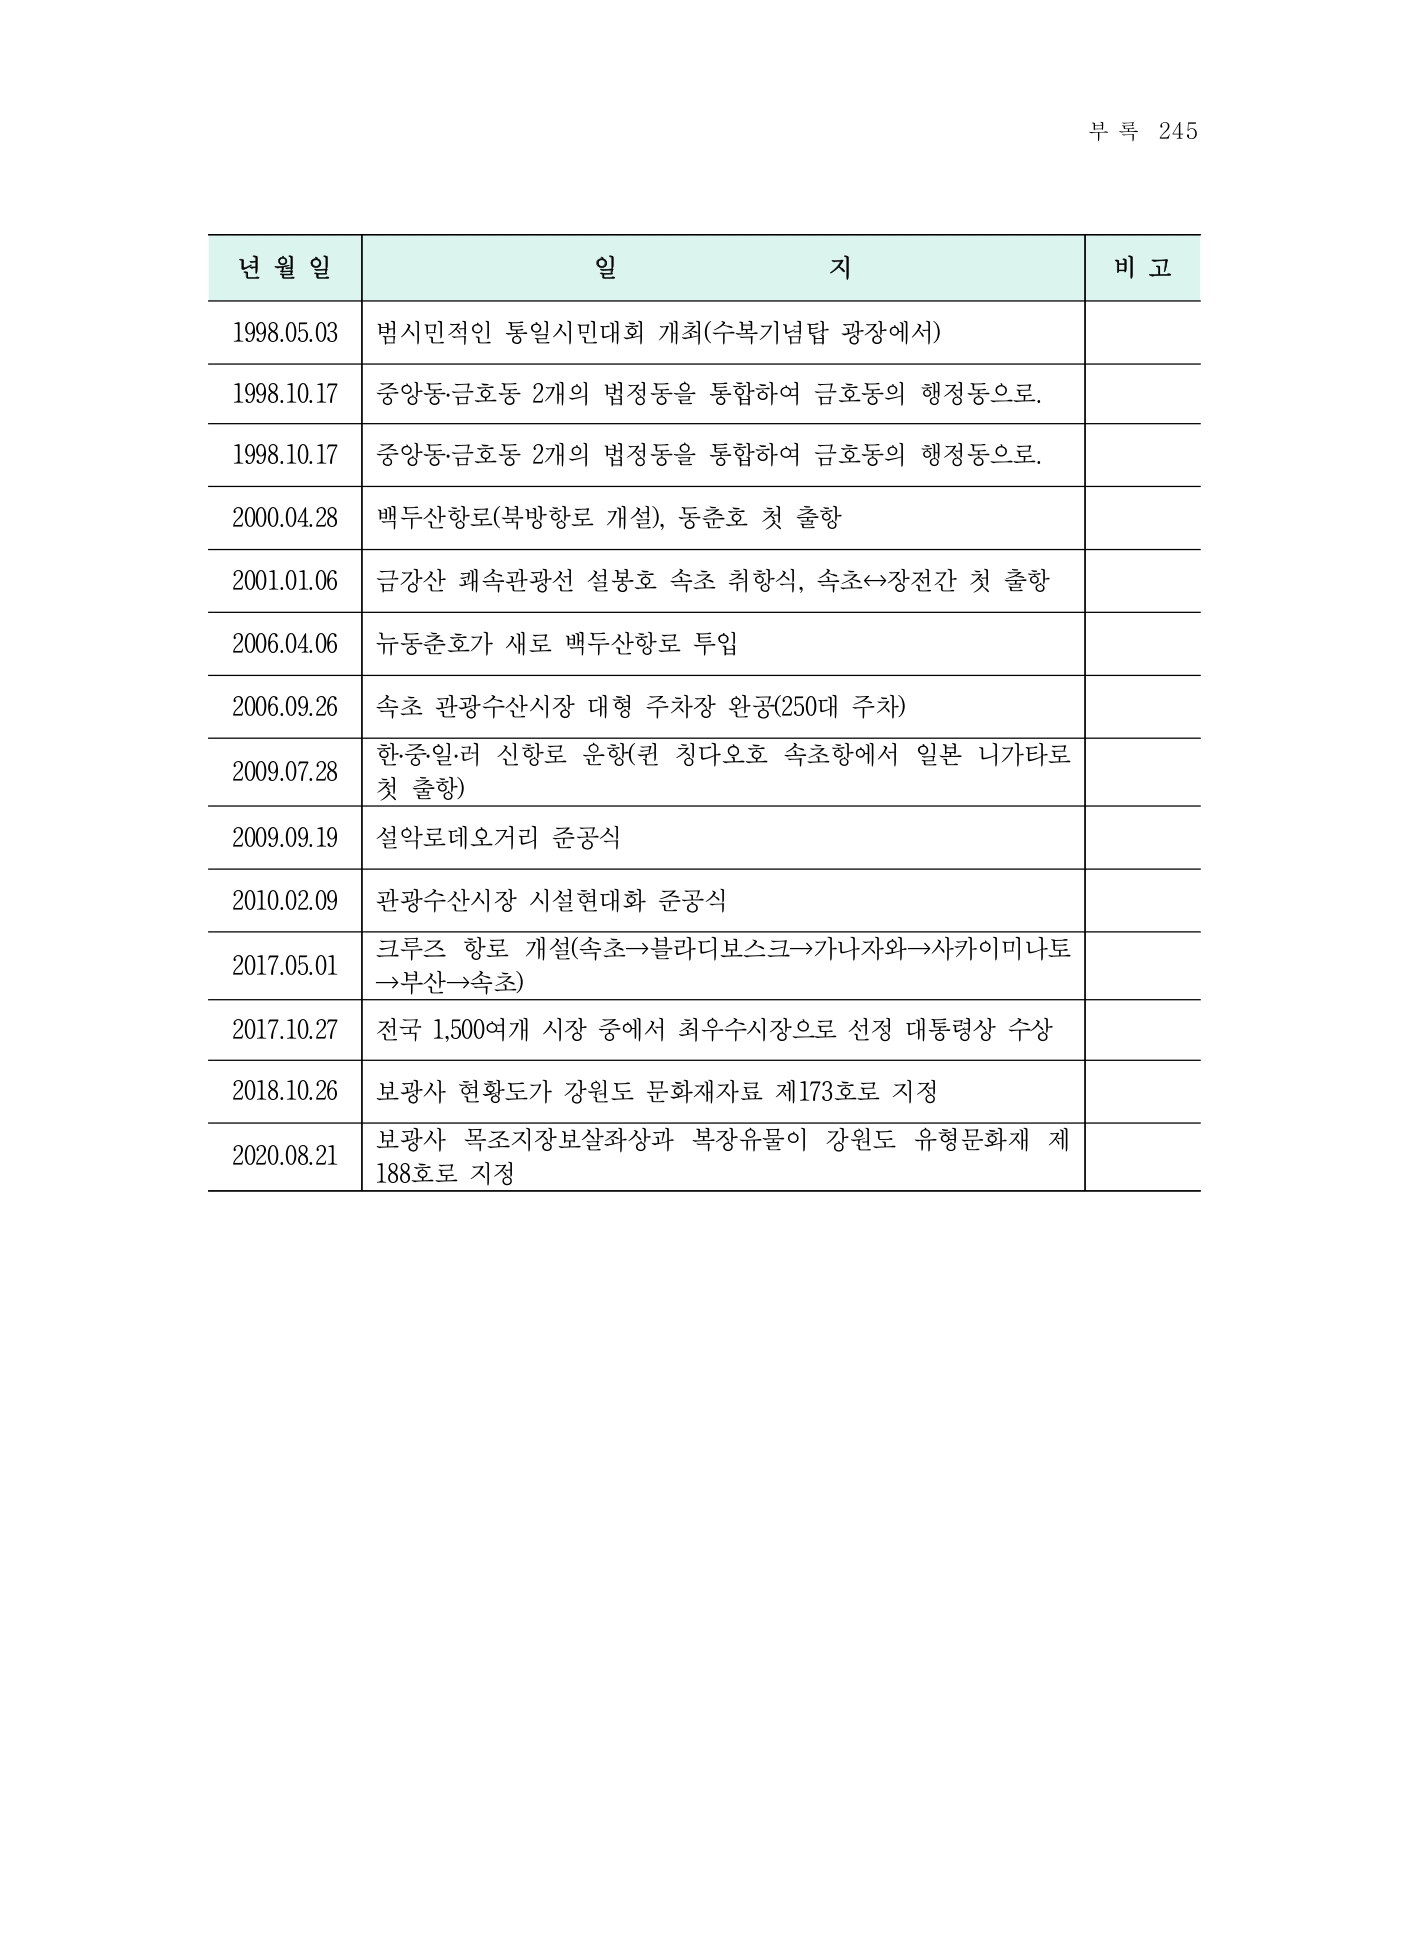 부 록 245
년 월 일 일 지 비 고
1998.05.03 범시민적인 통일시민대회 개최(수복기념탑 광장에서)
1998.10.17 중앙동·금호동 2개의 법정동을 통합하여 금호동의 행정동으로.
1998.10.17 중앙동·금호동 2개의 법정동을 통합하여 금호동의 행정동으로.
2000.04.28 백두산항로(북방항로 개설), 동춘호 첫 출항
2001.01.06 금강산 쾌속관광선 설봉호 속초 취항식, 속초↔장전간 첫 출항
2006.04.06 뉴동춘호가 새로 백두산항로 투입
2006.09.26 속초 관광수산시장 대형 주차장 완공(250대 주차)
2009.07.28 한·중·일·러 신항로 운항(퀸 칭다오호 속초항에서 일본 니가타로
첫 출항)
2009.09.19 설악로데오거리 준공식
2010.02.09 관광수산시장 시설현대화 준공식
2017.05.01 크루즈 항로 개설(속초→블라디보스크→가나자와→사카이미나토
→부산→속초)
2017.10.27 전국 1,500여개 시장 중에서 최우수시장으로 선정 대통령상 수상
2018.10.26 보광사 현황도가 강원도 문화재자료 제173호로 지정
2020.08.21 보광사 목조지장보살좌상과 복장유물이 강원도 유형문화재 제
188호로 지정